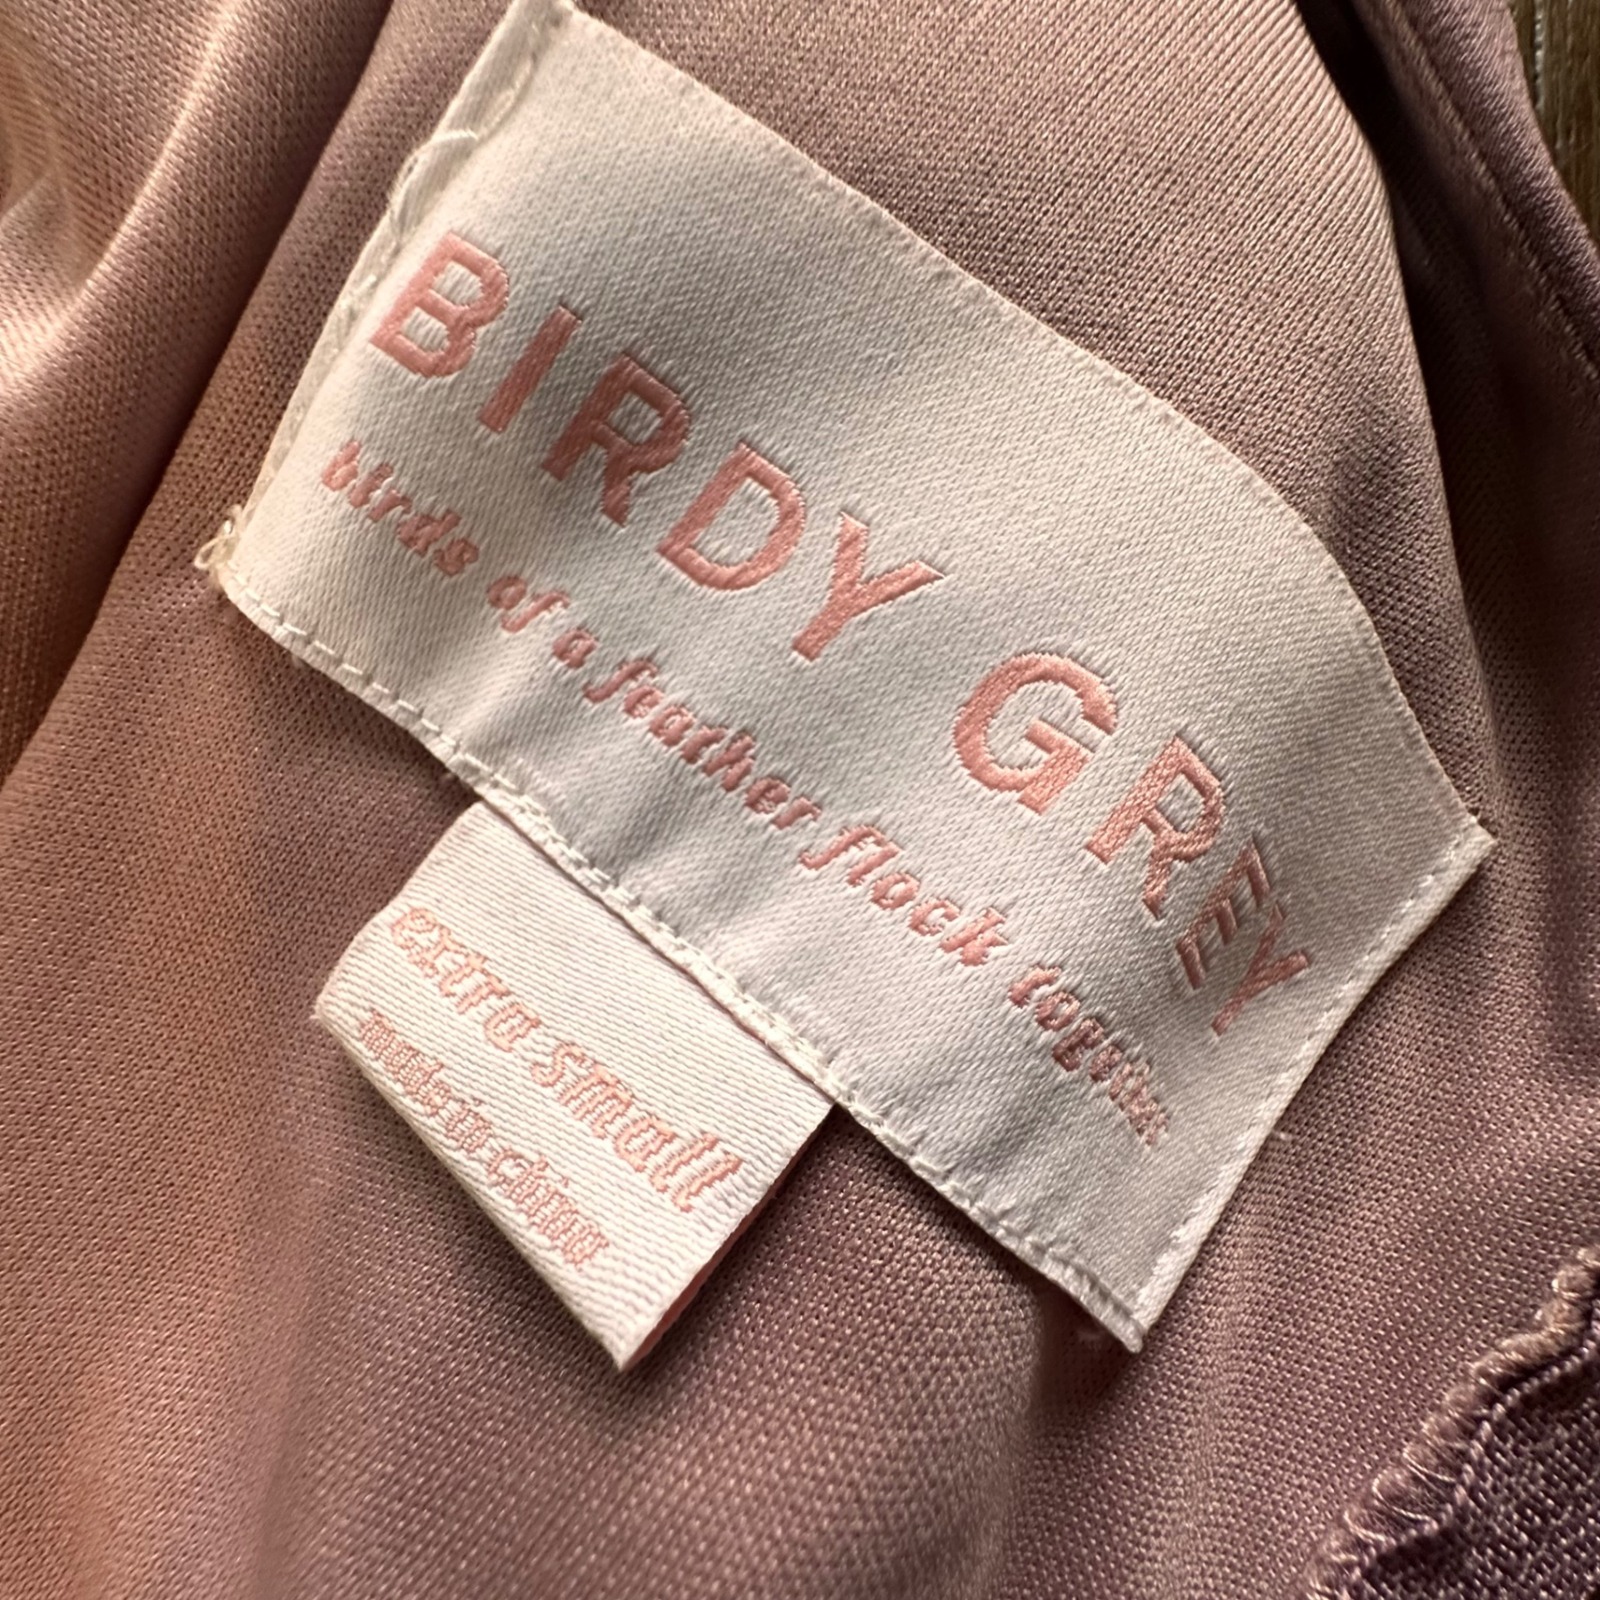 BIRDY GREY
birds of a feather flock together
extra small
made in china